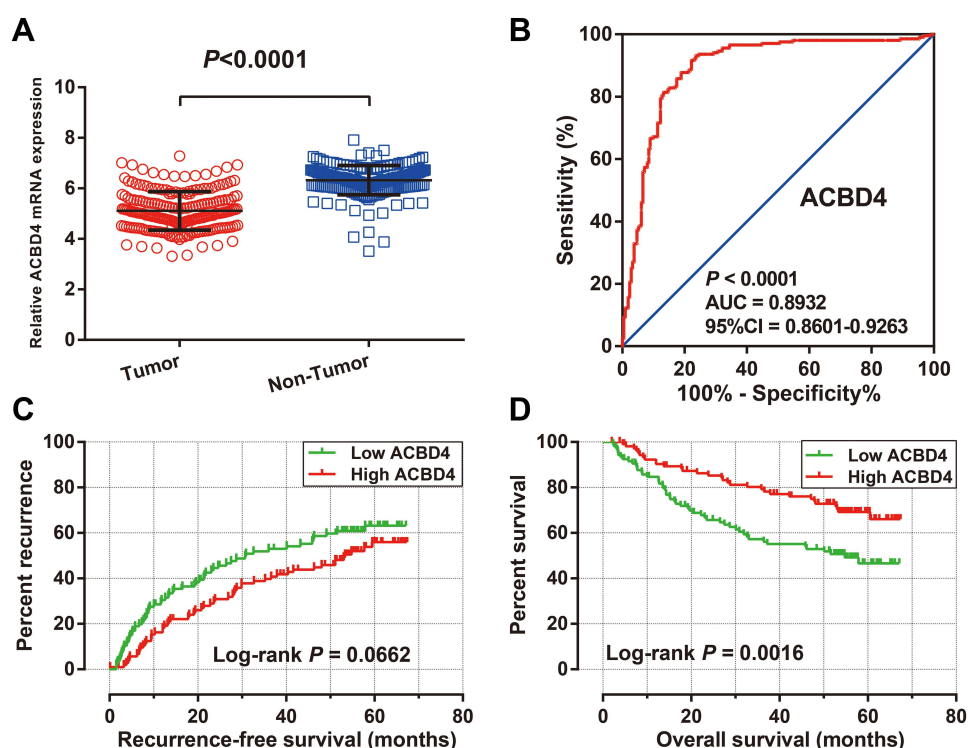 A
P<0.0001
Relative ACBD4 mRNA expression
10
8
6
4
2
0
Tumor
Non-Tumor
B
Sensitivity (%)
100
80
60
40
20
0
ACBD4
P < 0.0001
AUC = 0.8932
95%CI = 0.8601-0.9263
0 20 40 60 80 100
100% - Specificity%
C
Percent recurrence
100
80
60
40
20
0
Low ACBD4
High ACBD4
Log-rank P = 0.0662
0 20 40 60 80
Recurrence-free survival (months)
D
Percent survival
100
80
60
40
20
0
Low ACBD4
High ACBD4
Log-rank P = 0.0016
0 20 40 60 80
Overall survival (months)